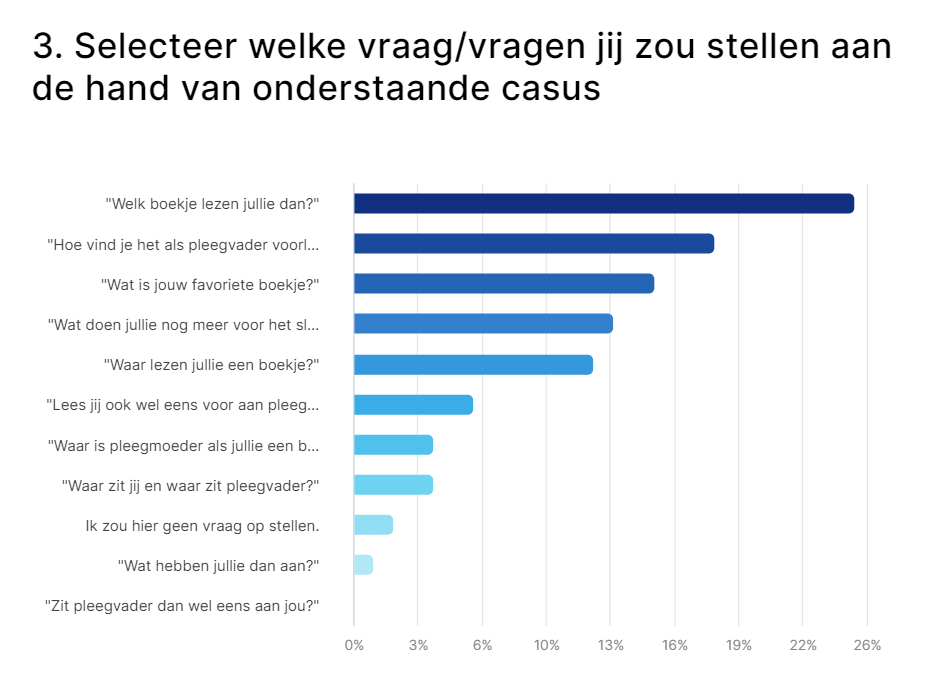 3. Selecteer welke vraag/vragen jij zou stellen aan
de hand van onderstaande casus
"Welk boekje lezen jullie dan?"
"Hoe vind je het als pleegvader voorl...
"Wat is jouw favoriete boekje?"
"Wat doen jullie nog meer voor het sl...
"Waar lezen jullie een boekje?"
"Lees jij ook wel eens voor aan pleeg...
"Waar is pleegmoeder als jullie een b...
"Waar zit jij en waar zit pleegvader?"
Ik zou hier geen vraag op stellen.
"Wat hebben jullie dan aan?"
"Zit pleegvader dan wel eens aan jou?"
0% 3% 6% 10% 13% 16% 19% 22% 26%